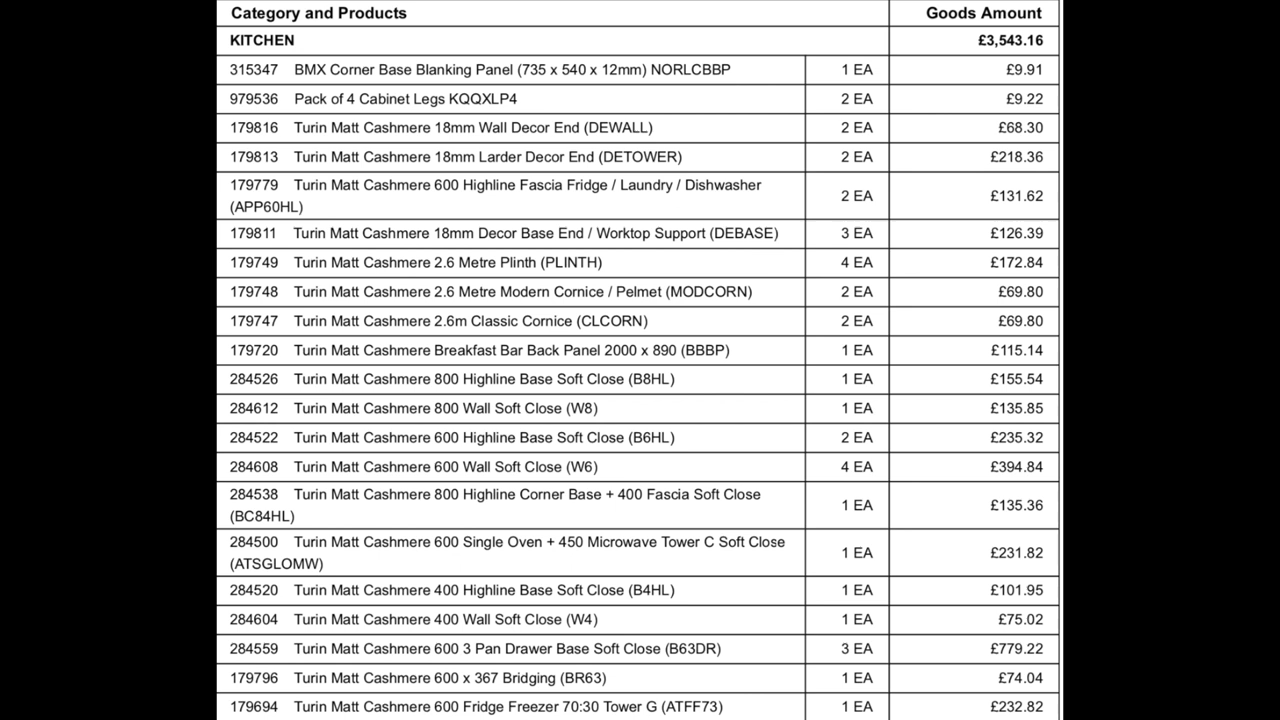 Category and Products Goods Amount
KITCHEN £3,543.16
315347 BMX Corner Base Blanking Panel (735 x 540 x 12mm) NORLCBBP 1 EA £9.91
979536 Pack of 4 Cabinet Legs KQQXLP4 2 EA £9.22
179816 Turin Matt Cashmere 18mm Wall Decor End (DEWALL) 2 EA £68.30
179813 Turin Matt Cashmere 18mm Larder Decor End (DETOWER) 2 EA £218.36
179779 Turin Matt Cashmere 600 Highline Fascia Fridge / Laundry / Dishwasher
(APP60HL) 2 EA £131.62
179811 Turin Matt Cashmere 18mm Decor Base End / Worktop Support (DEBASE) 3 EA £126.39
179749 Turin Matt Cashmere 2.6 Metre Plinth (PLINTH) 4 EA £172.84
179748 Turin Matt Cashmere 2.6 Metre Modern Cornice / Pelmet (MODCORN) 2 EA £69.80
179747 Turin Matt Cashmere 2.6m Classic Cornice (CLCORN) 2 EA £69.80
179720 Turin Matt Cashmere Breakfast Bar Back Panel 2000 x 890 (BBBP) 1 EA £115.14
284526 Turin Matt Cashmere 800 Highline Base Soft Close (B8HL) 1 EA £155.54
284612 Turin Matt Cashmere 800 Wall Soft Close (W8) 1 EA £135.85
284522 Turin Matt Cashmere 600 Highline Base Soft Close (B6HL) 2 EA £235.32
284608 Turin Matt Cashmere 600 Wall Soft Close (W6) 4 EA £394.84
284538 Turin Matt Cashmere 800 Highline Corner Base + 400 Fascia Soft Close
(BC84HL) 1 EA £135.36
284500 Turin Matt Cashmere 600 Single Oven + 450 Microwave Tower C Soft Close
(ATSGLOMW) 1 EA £231.82
284520 Turin Matt Cashmere 400 Highline Base Soft Close (B4HL) 1 EA £101.95
284604 Turin Matt Cashmere 400 Wall Soft Close (W4) 1 EA £75.02
284559 Turin Matt Cashmere 600 3 Pan Drawer Base Soft Close (B63DR) 3 EA £779.22
179796 Turin Matt Cashmere 600 x 367 Bridging (BR63) 1 EA £74.04
179694 Turin Matt Cashmere 600 Fridge Freezer 70:30 Tower G (ATFF73) 1 EA £232.82